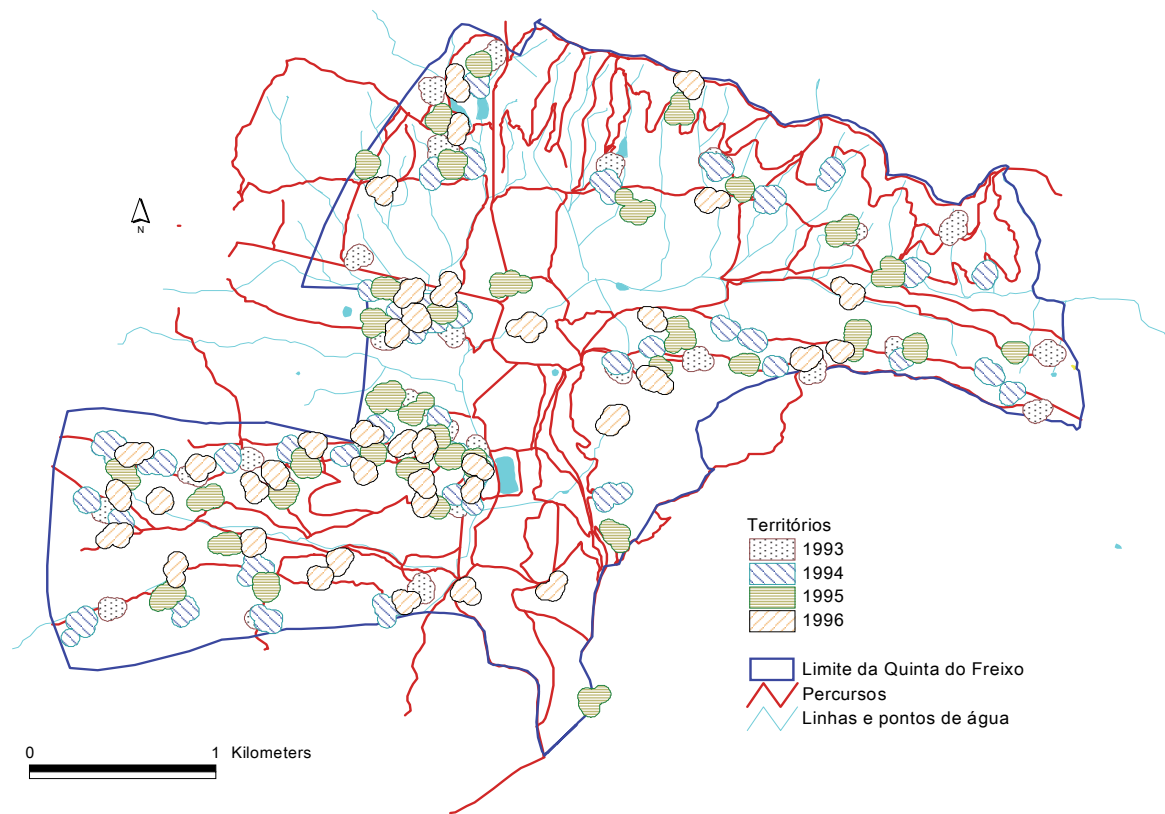 N
Territórios
1993
1994
1995
1996
Limite da Quinta do Freixo
Percursos
Linhas e pontos de água
0 1 Kilometers